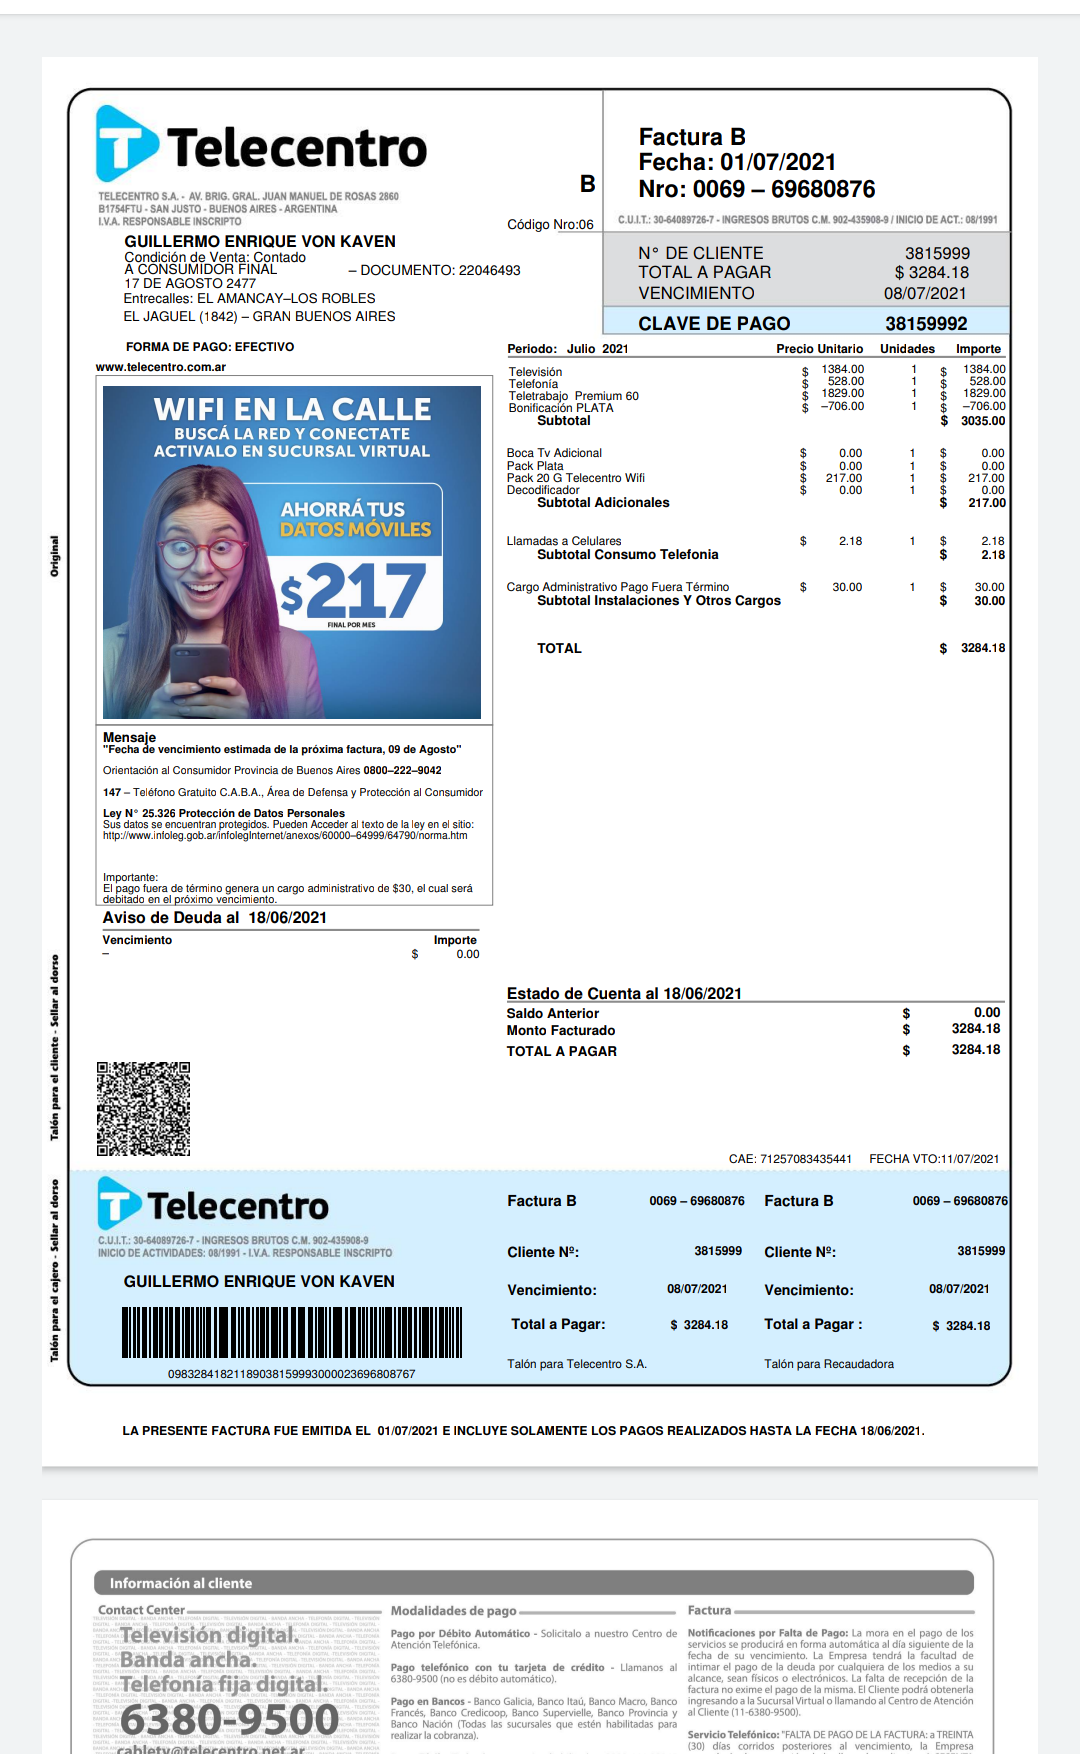 Telecentro
TELECENTRO S.A. - AV. BRIG. GRAL. JUAN MANUEL DE ROSAS 2860
B1754FTU - SAN JUSTO - BUENOS AIRES - ARGENTINA
I.V.A. RESPONSABLE INSCRIPTO
B
Código Nro:06
Factura B
Fecha: 01/07/2021
Nro: 0069 – 69680876
C.U.I.T.: 30-64089726-7 - INGRESOS BRUTOS C.M. 902-435908-9 / INICIO DE ACT.: 08/1991
GUILLERMO ENRIQUE VON KAVEN
Condición de Venta: Contado
A CONSUMIDOR FINAL – DOCUMENTO: 22046493
17 DE AGOSTO 2477
Entrecalles: EL AMANCAY–LOS ROBLES
EL JAGUEL (1842) – GRAN BUENOS AIRES
N° DE CLIENTE 3815999
TOTAL A PAGAR $ 3284.18
VENCIMIENTO 08/07/2021
CLAVE DE PAGO 38159992
FORMA DE PAGO: EFECTIVO
www.telecentro.com.ar
WIFI EN LA CALLE
BUSCÁ LA RED Y CONECTATE
ACTIVALO EN SUCURSAL VIRTUAL
AHORRÁ TUS
DATOS MÓVILES
$217
FINAL POR MES
Periodo: Julio 2021 Precio Unitario Unidades Importe
Televisión $ 1384.00 1 $ 1384.00
Telefonía $ 528.00 1 $ 528.00
Teletrabajo Premium 60 $ 1829.00 1 $ 1829.00
Bonificación PLATA $ –706.00 1 $ –706.00
Subtotal $ 3035.00
Boca Tv Adicional $ 0.00 1 $ 0.00
Pack Plata $ 0.00 1 $ 0.00
Pack 20 G Telecentro Wifi $ 217.00 1 $ 217.00
Decodificador $ 0.00 1 $ 0.00
Subtotal Adicionales $ 217.00
Llamadas a Celulares $ 2.18 1 $ 2.18
Subtotal Consumo Telefonia $ 2.18
Cargo Administrativo Pago Fuera Término $ 30.00 1 $ 30.00
Subtotal Instalaciones Y Otros Cargos $ 30.00
TOTAL $ 3284.18
Original
Mensaje
"Fecha de vencimiento estimada de la próxima factura, 09 de Agosto"
Orientación al Consumidor Provincia de Buenos Aires 0800–222–9042
147 – Teléfono Gratuito C.A.B.A., Área de Defensa y Protección al Consumidor
Ley N° 25.326 Protección de Datos Personales
Sus datos se encuentran protegidos. Pueden Acceder al texto de la ley en el sitio:
http://www.infoleg.gob.ar/infolegInternet/anexos/60000–64999/64790/norma.htm
Importante:
El pago fuera de término genera un cargo administrativo de $30, el cual será
debitado en el próximo vencimiento.
Aviso de Deuda al 18/06/2021
Vencimiento Importe
– $ 0.00
Estado de Cuenta al 18/06/2021
Saldo Anterior $ 0.00
Monto Facturado $ 3284.18
TOTAL A PAGAR $ 3284.18
Talón para el cliente - Sellar al dorso
CAE: 71257083435441 FECHA VTO:11/07/2021
Talón para el cajero - Sellar al dorso
Telecentro
C.U.I.T.: 30-64089726-7 - INGRESOS BRUTOS C.M. 902-435908-9
INICIO DE ACTIVIDADES: 08/1991 - I.V.A. RESPONSABLE INSCRIPTO
GUILLERMO ENRIQUE VON KAVEN
09832841821189038159993000023696808767
Factura B 0069 – 69680876
Cliente Nº: 3815999
Vencimiento: 08/07/2021
Total a Pagar: $ 3284.18
Talón para Telecentro S.A.
Factura B 0069 – 69680876
Cliente Nº: 3815999
Vencimiento: 08/07/2021
Total a Pagar : $ 3284.18
Talón para Recaudadora
LA PRESENTE FACTURA FUE EMITIDA EL 01/07/2021 E INCLUYE SOLAMENTE LOS PAGOS REALIZADOS HASTA LA FECHA 18/06/2021.
Información al cliente
Contact Center
Televisión digital.
Banda ancha.
Telefonía fija digital.
6380-9500
cabletv@telecentro.net.ar
Modalidades de pago
Pago por Débito Automático - Solicitalo a nuestro Centro de
Atención Telefónica.
Pago telefónico con tu tarjeta de crédito - Llamanos al
6380-9500 (no es débito automático).
Pago en Bancos - Banco Galicia, Banco Itaú, Banco Macro, Banco
Francés, Banco Credicoop, Banco Supervielle, Banco Provincia y
Banco Nación (Todas las sucursales que estén habilitadas para
realizar la cobranza).
Factura
Notificaciones por Falta de Pago: La mora en el pago de los
servicios se producirá en forma automática al día siguiente de la
fecha de su vencimiento. La Empresa tendrá la facultad de
intimar el pago de la deuda por cualquiera de los medios a su
alcance, sean físicos o electrónicos. La falta de recepción de la
factura no exime el pago de la misma. El Cliente podrá obtenerla
ingresando a la Sucursal Virtual o llamando al Centro de Atención
al Cliente (11-6380-9500).
Servicio Telefónico: "FALTA DE PAGO DE LA FACTURA: a TREINTA
(30) días corridos posteriores al vencimiento, la Empresa